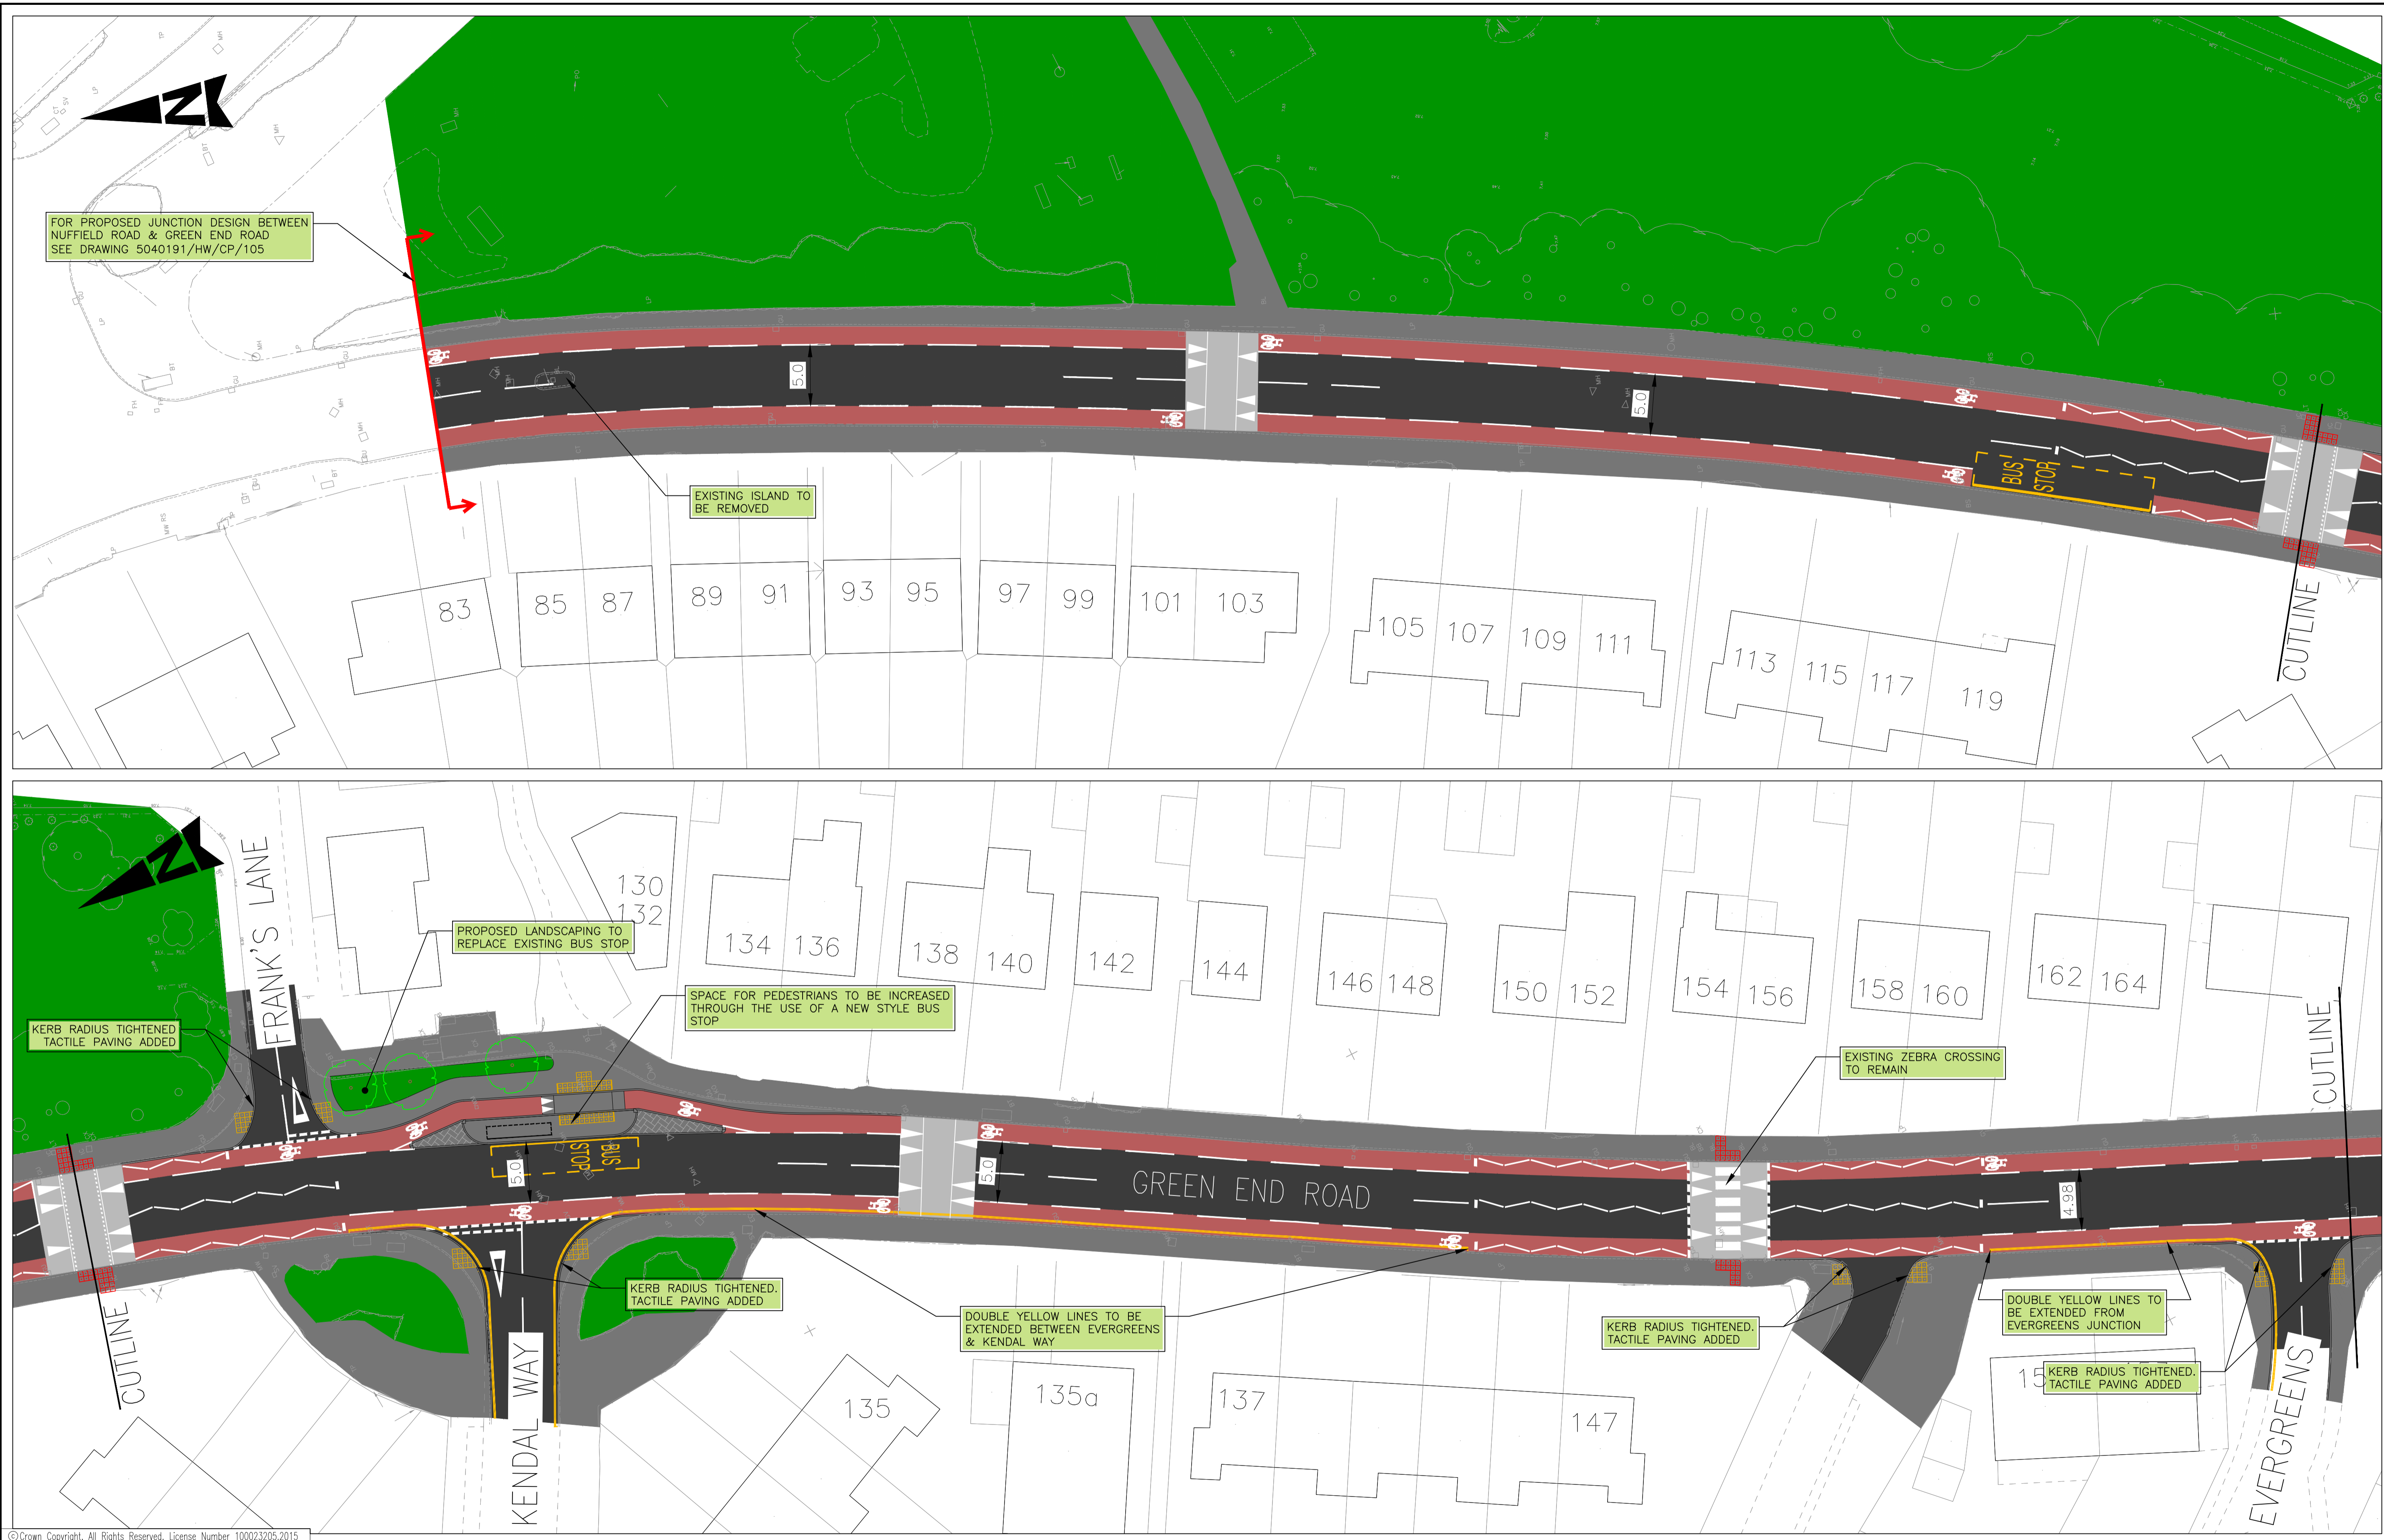 N
FOR PROPOSED JUNCTION DESIGN BETWEEN
NUFFIELD ROAD & GREEN END ROAD
SEE DRAWING 5040191/HW/CP/105
5.0
5.0
EXISTING ISLAND TO
BE REMOVED
BUS
STOP
CUTLINE
83
85
87
89
91
93
95
97
99
101
103
105
107
109
111
113
115
117
119
N
FRANK'S LANE
130
132
134
136
138
140
142
144
146
148
150
152
154
156
158
160
162
164
PROPOSED LANDSCAPING TO
REPLACE EXISTING BUS STOP
SPACE FOR PEDESTRIANS TO BE INCREASED
THROUGH THE USE OF A NEW STYLE BUS
STOP
KERB RADIUS TIGHTENED
TACTILE PAVING ADDED
EXISTING ZEBRA CROSSING
TO REMAIN
CUTLINE
BUS
STOP
5.0
5.0
GREEN END ROAD
4.98
KERB RADIUS TIGHTENED.
TACTILE PAVING ADDED
DOUBLE YELLOW LINES TO BE
EXTENDED BETWEEN EVERGREENS
& KENDAL WAY
KERB RADIUS TIGHTENED.
TACTILE PAVING ADDED
DOUBLE YELLOW LINES TO
BE EXTENDED FROM
EVERGREENS JUNCTION
KERB RADIUS TIGHTENED.
TACTILE PAVING ADDED
CUTLINE
KENDAL WAY
135
135a
137
147
EVERGREENS
©Crown Copyright. All Rights Reserved. License Number 100023205.2015